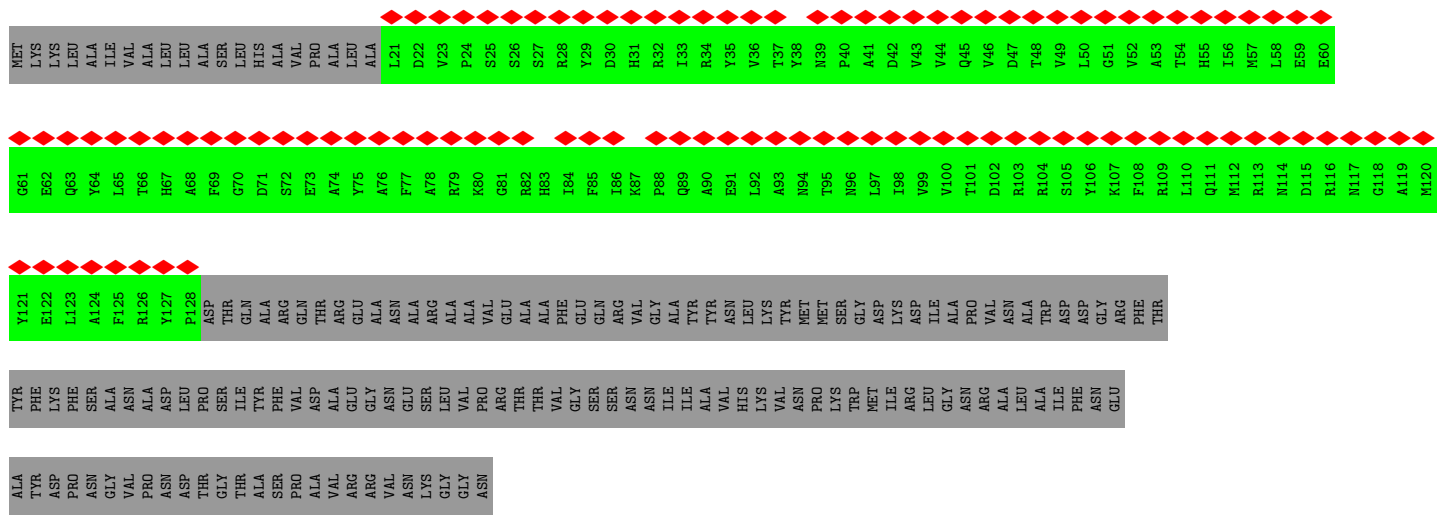 MET LYS LYS LEU ALA ILE VAL ALA LEU LEU ALA SER LEU HIS ALA VAL PRO ALA LEU ALA L21 D22 V23 P24 S25 S26 S27 R28 Y29 D30 H31 R32 I33 R34 Y35 V36 T37 Y38 N39 P40 A41 D42 V43 V44 Q45 V46 D47 T48 V49 L50 G51 V52 A53 T54 H55 I56 M57 L58 E59 E60
G61 E62 Q63 Y64 L65 T66 H67 A68 F69 G70 D71 S72 E73 A74 Y75 A76 F77 A78 R79 K80 G81 R82 H83 I84 F85 I86 K87 P88 Q89 A90 E91 L92 A93 N94 T95 N96 L97 I98 V99 V100 T101 D102 R103 R104 S105 Y106 K107 F108 R109 L110 Q111 M112 R113 N114 D115 R116 N117 G118 A119 M120
Y121 E122 L123 A124 F125 R126 Y127 P128 ASP THR GLN ALA ARG GLN THR ARG GLU ALA ASN ALA ARG ALA ALA VAL GLU ALA ALA PHE GLU GLN ARG VAL GLY ALA TYR TYR ASN LEU LYS TYR MET MET SER GLY ASP LYS ASP ILE ALA PRO VAL ASN ALA TRP ASP ASP GLY ARG PHE THR
TYR PHE LYS PHE SER ALA ASN ALA ASP LEU PRO SER ILE TYR PHE VAL ASP ALA GLU GLY ASN GLU SER LEU VAL PRO ARG THR THR VAL GLY SER SER ASN ASN ILE ILE ALA VAL HIS LYS VAL ASN PRO LYS TRP MET ILE ARG LEU GLY ASN ARG ALA LEU ALA ILE PHE ASN GLU
ALA TYR ASP PRO ASN GLY VAL PRO ASN ASP THR GLY THR ALA SER PRO ALA VAL ARG ARG VAL ASN LYS GLY GLY ASN